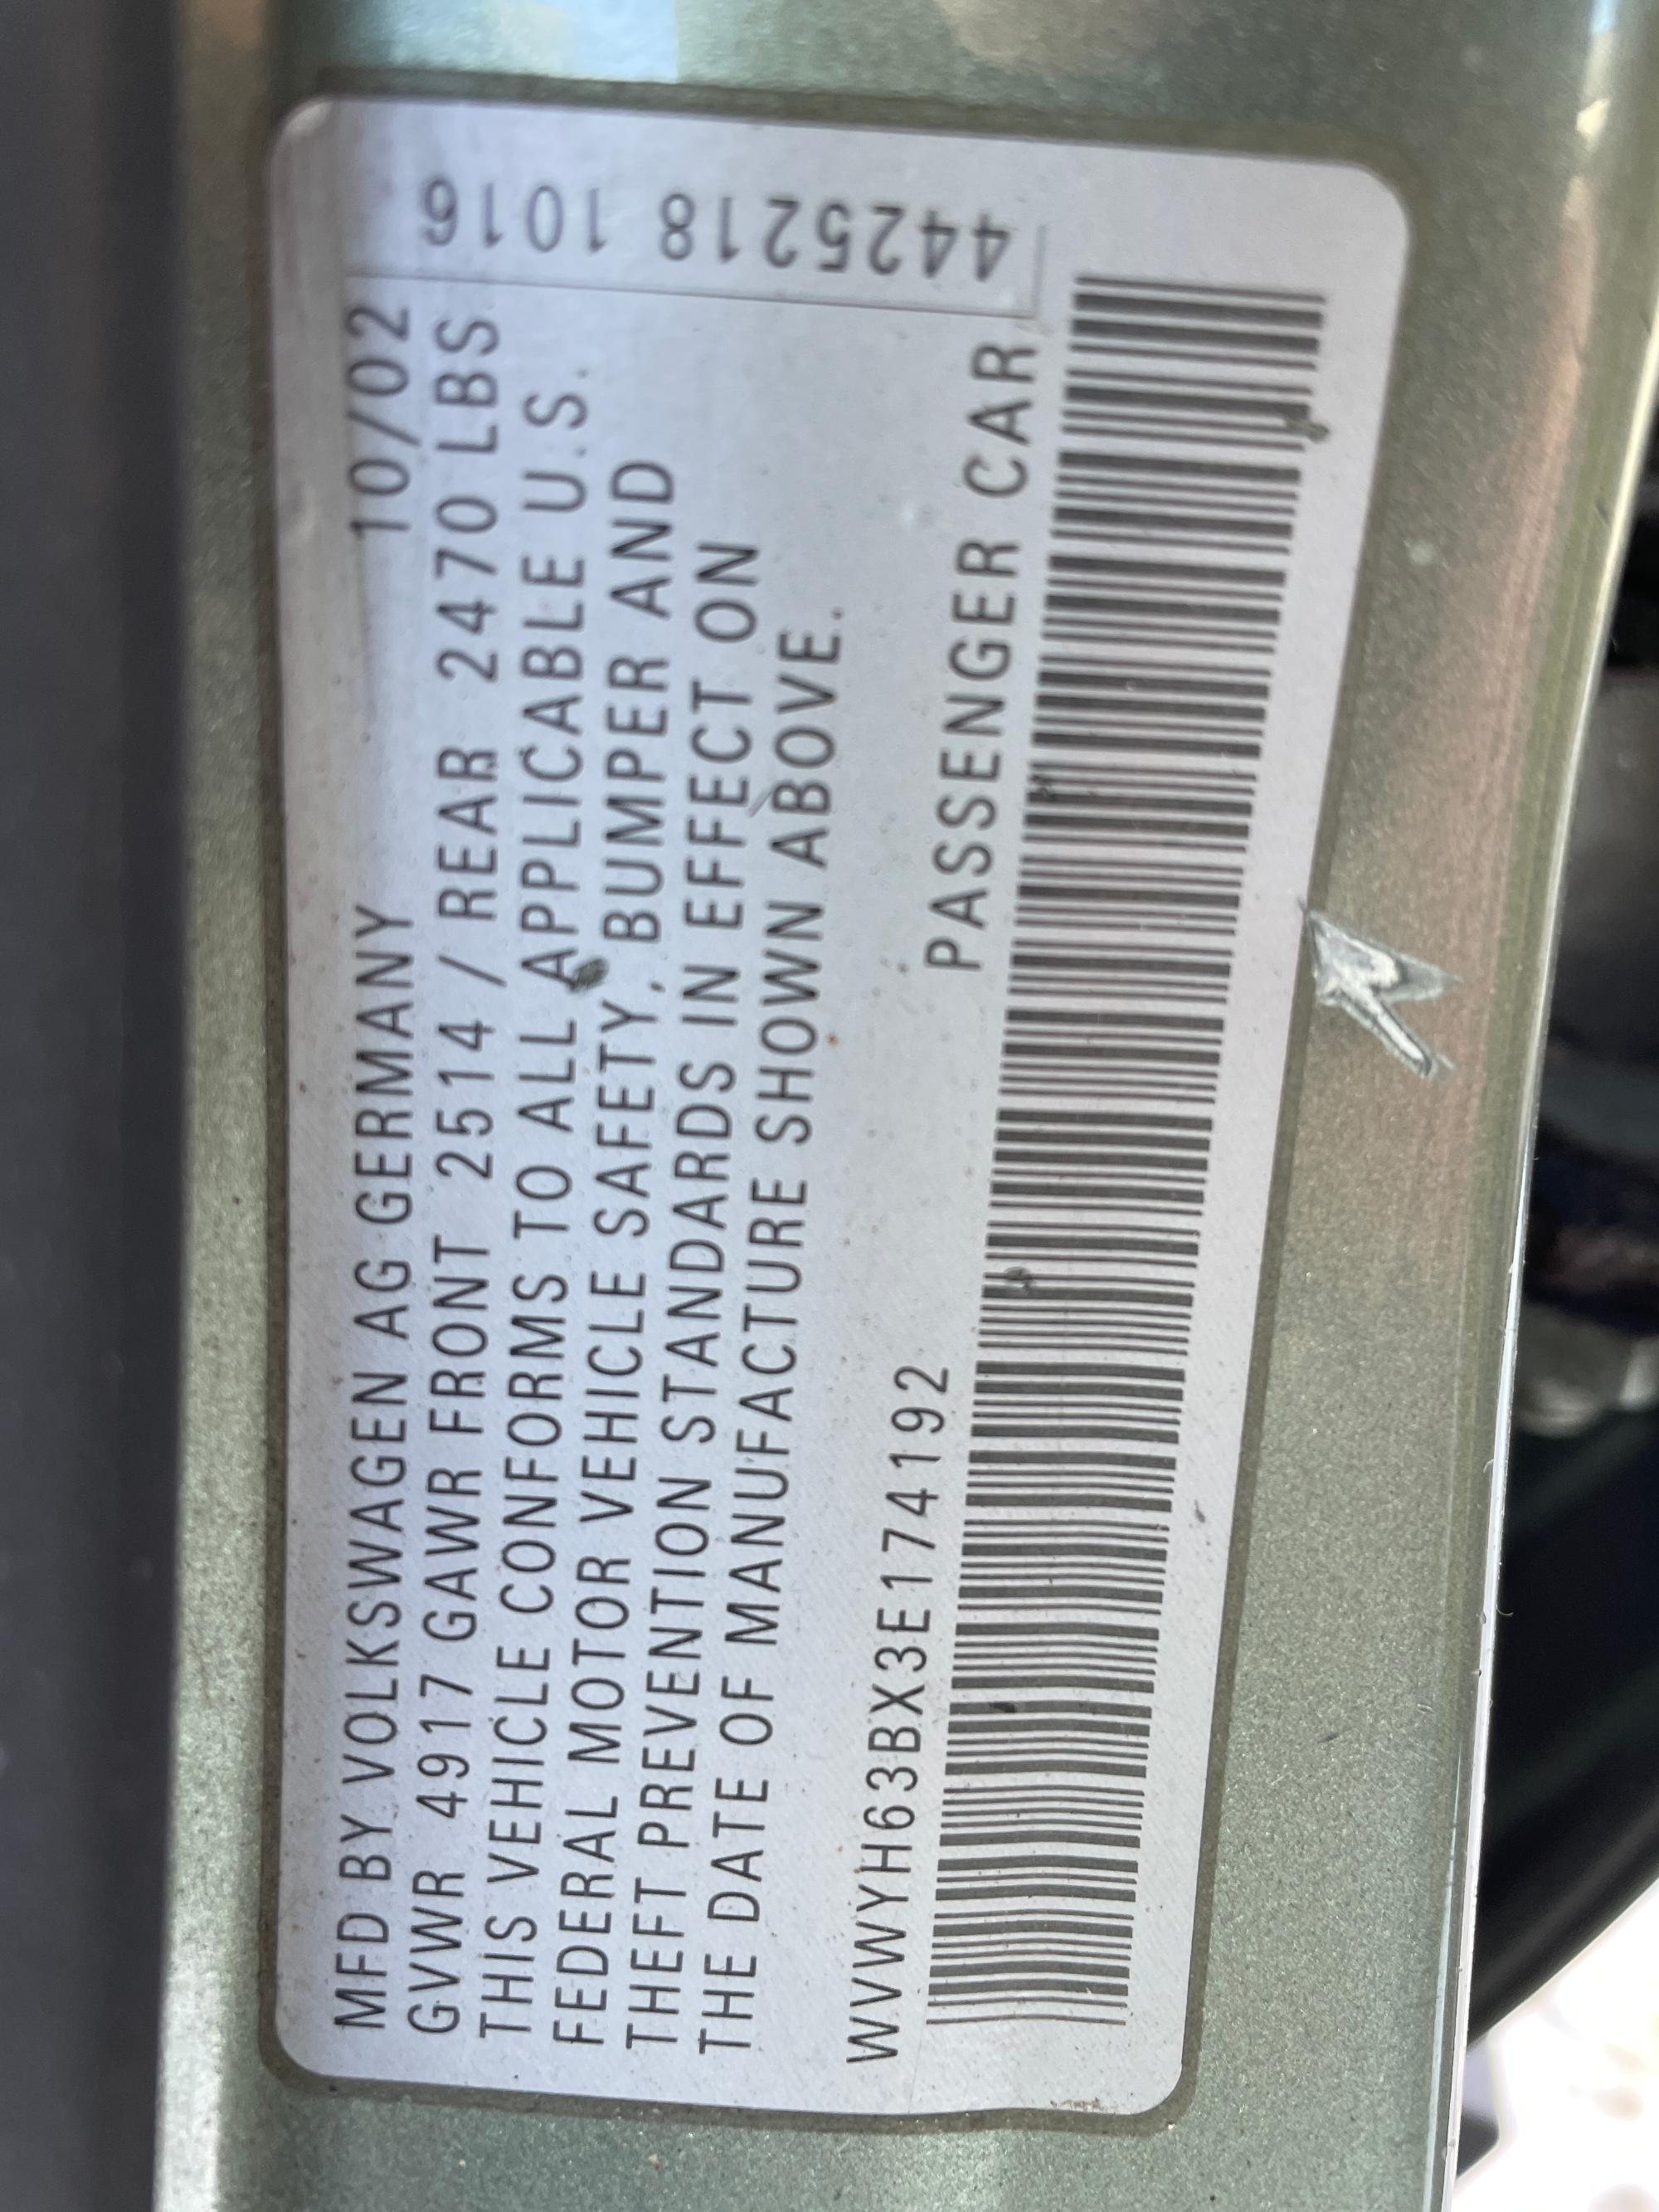 MFD BY VOLKSWAGEN AG GERMANY 10/02
GVWR 4917 GAWR FRONT 2514 / REAR 2470 LBS
THIS VEHICLE CONFORMS TO ALL APPLICABLE U.S.
FEDERAL MOTOR VEHICLE SAFETY, BUMPER AND
THEFT PREVENTION STANDARDS IN EFFECT ON
THE DATE OF MANUFACTURE SHOWN ABOVE.
WVWYH63BX3E174192 PASSENGER CAR
4425218 1016